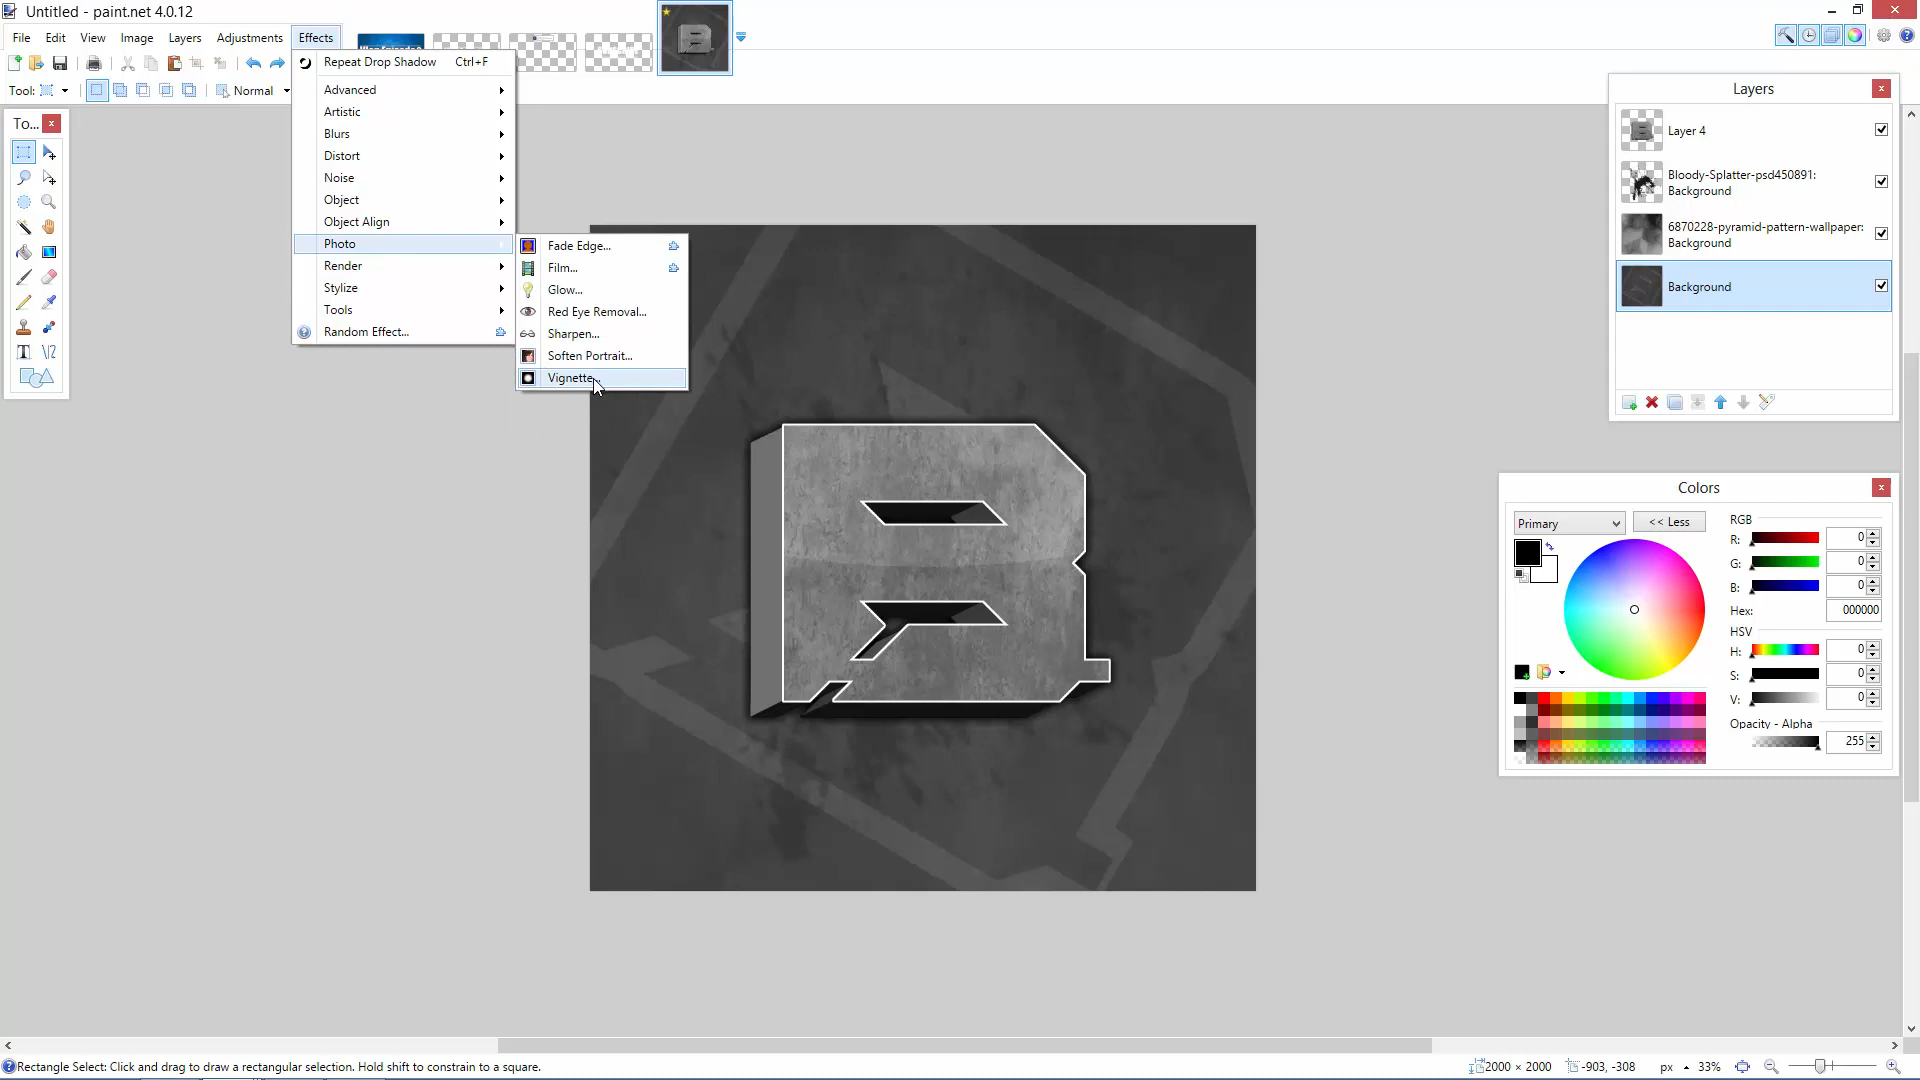 Untitled - paint.net 4.0.12
File Edit View Image Layers Adjustments Effects
Tool: Normal
To...
Repeat Drop Shadow Ctrl+F
Advanced
Artistic
Blurs
Distort
Noise
Object
Object Align
Photo
Render
Stylize
Tools
Random Effect...
Fade Edge...
Film...
Glow...
Red Eye Removal...
Sharpen...
Soften Portrait...
Vignette...
Layers
Layer 4
Bloody-Splatter-psd450891:
Background
6870228-pyramid-pattern-wallpaper:
Background
Background
Colors
Primary
<< Less
RGB
R: 0
G: 0
B: 0
Hex: 000000
HSV
H: 0
S: 0
V: 0
Opacity - Alpha
255
Rectangle Select: Click and drag to draw a rectangular selection. Hold shift to constrain to a square.
2000 × 2000
-903, -308
px
33%